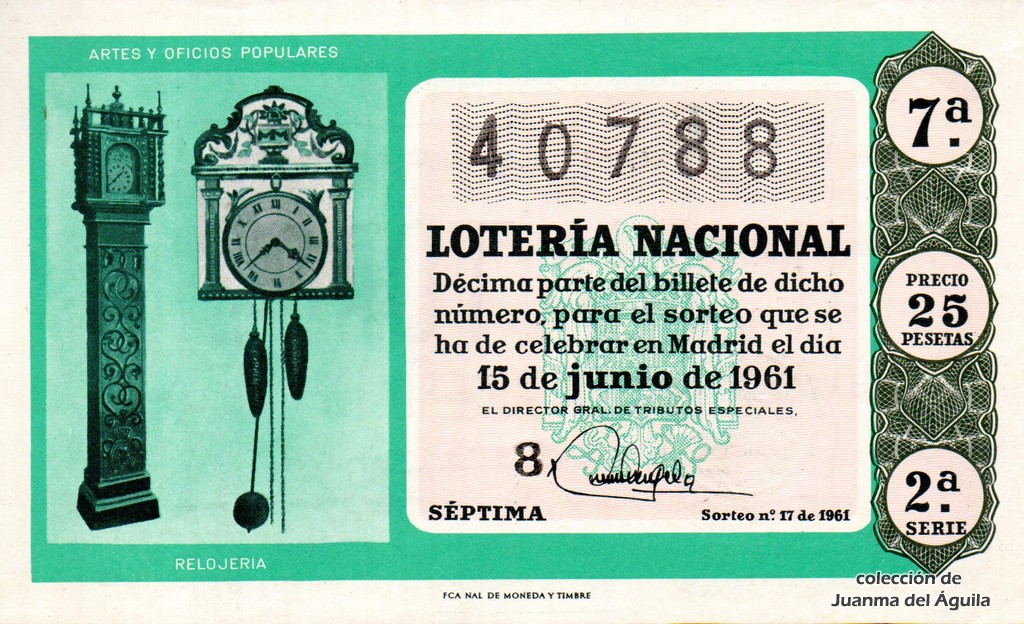 ARTES Y OFICIOS POPULARES
RELOJERIA
40788
LOTERÍA NACIONAL
Décima parte del billete de dicho
número, para el sorteo que se
ha de celebrar en Madrid el día
15 de junio de 1961
EL DIRECTOR GRAL. DE TRIBUTOS ESPECIALES,
8
SÉPTIMA
Sorteo nº 17 de 1961
7ª
PRECIO
25
PESETAS
2ª
SERIE
FCA NAL DE MONEDA Y TIMBRE
colección de
Juanma del Águila